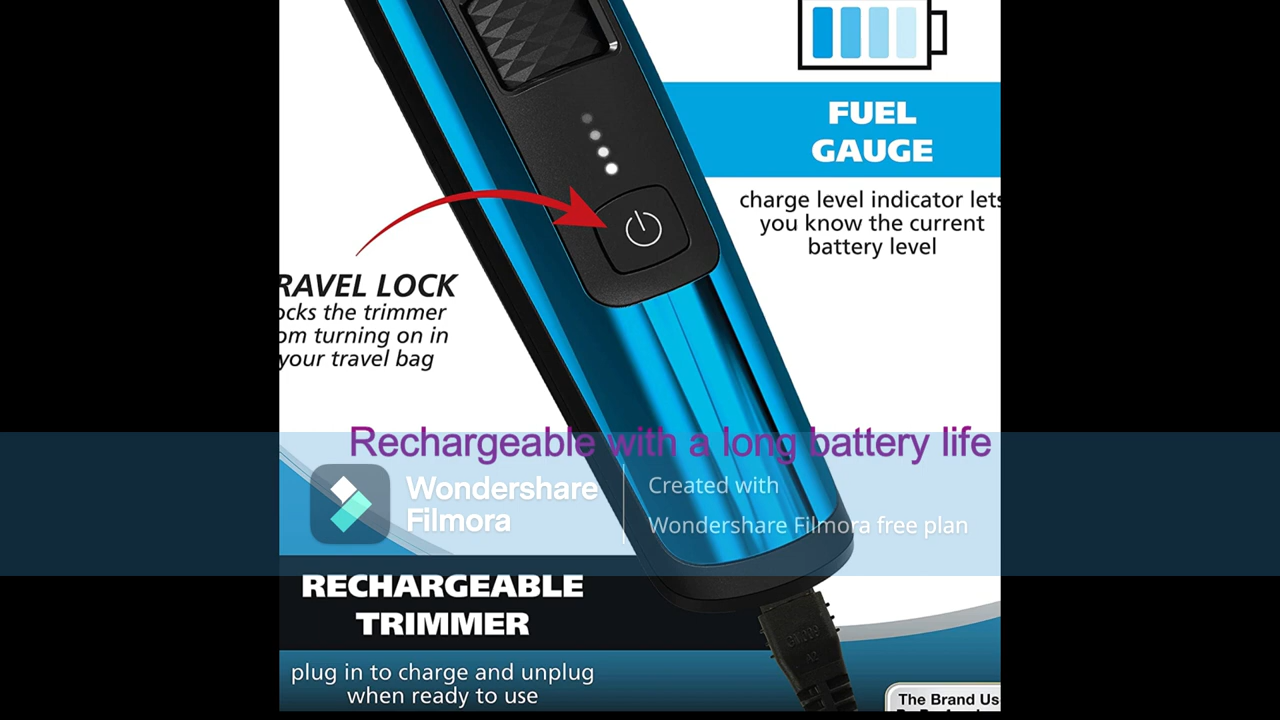 FUEL
GAUGE
charge level indicator lets
you know the current
battery level
RAVEL LOCK
ocks the trimmer
om turning on in
your travel bag
Rechargeable with a long battery life
Wondershare
Filmora
Created with
Wondershare Filmora free plan
RECHARGEABLE
TRIMMER
plug in to charge and unplug
when ready to use
The Brand Us